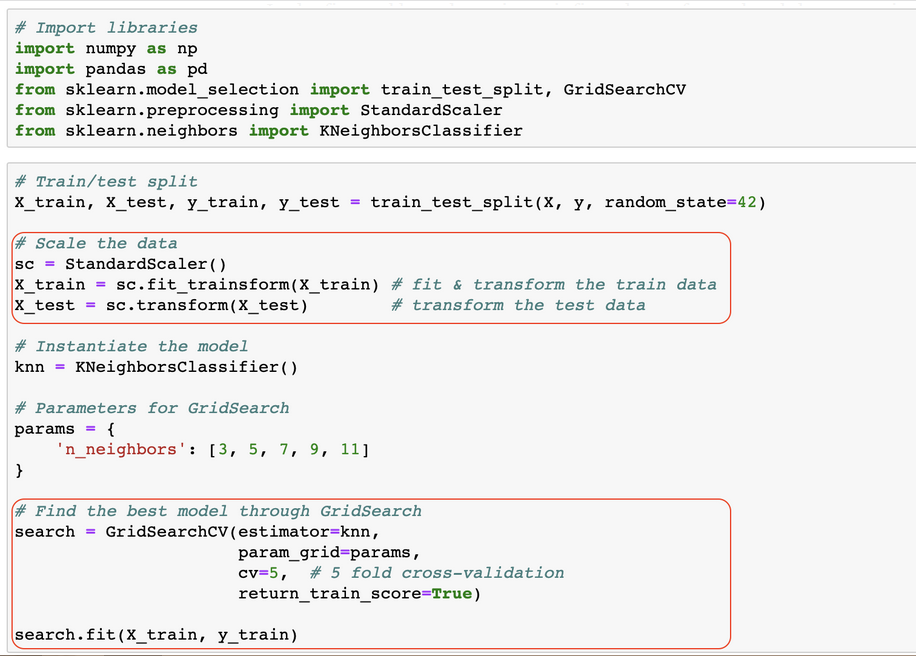 # Import libraries
import numpy as np
import pandas as pd
from sklearn.model_selection import train_test_split, GridSearchCV
from sklearn.preprocessing import StandardScaler
from sklearn.neighbors import KNeighborsClassifier
# Train/test split
X_train, X_test, y_train, y_test = train_test_split(X, y, random_state=42)
# Scale the data
sc = StandardScaler()
X_train = sc.fit_trainsform(X_train) # fit & transform the train data
X_test = sc.transform(X_test)        # transform the test data
# Instantiate the model
knn = KNeighborsClassifier()
# Parameters for GridSearch
params = {
    'n_neighbors': [3, 5, 7, 9, 11]
}
# Find the best model through GridSearch
search = GridSearchCV(estimator=knn,
                      param_grid=params,
                      cv=5,  # 5 fold cross-validation
                      return_train_score=True)
search.fit(X_train, y_train)